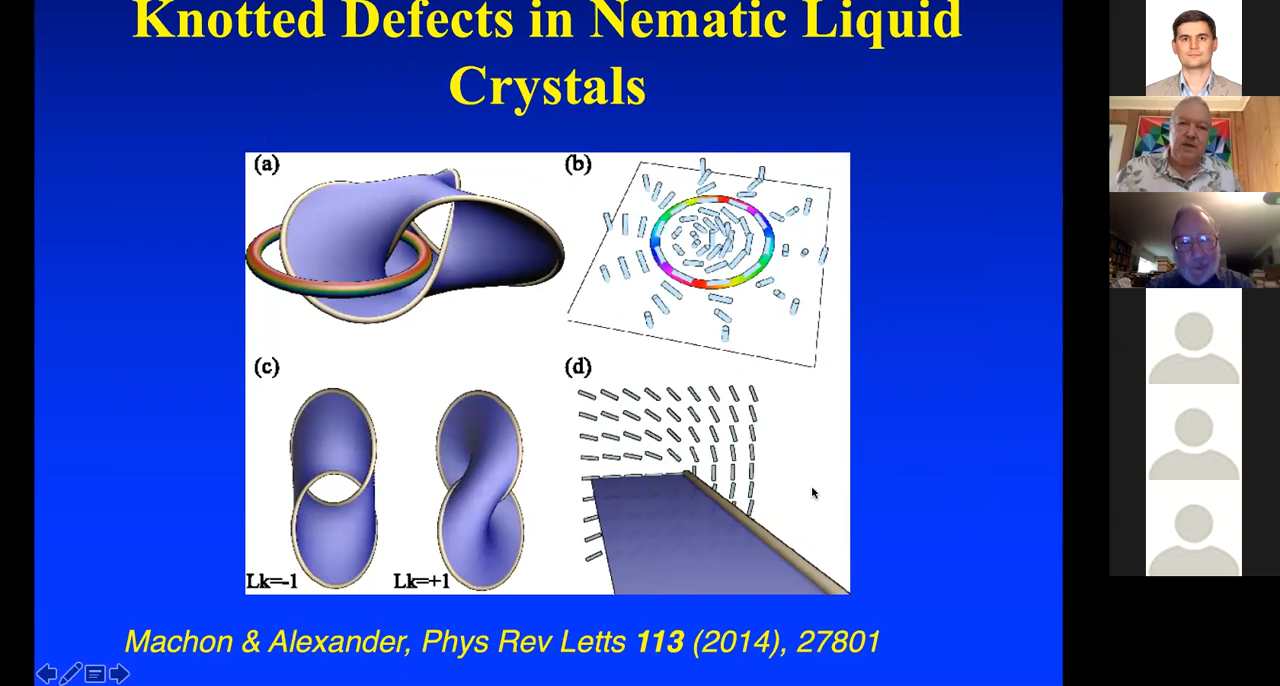 Knotted Defects in Nematic Liquid
Crystals
(a)
(b)
(c)
(d)
Lk=-1
Lk=+1
Machon & Alexander, Phys Rev Letts 113 (2014), 27801